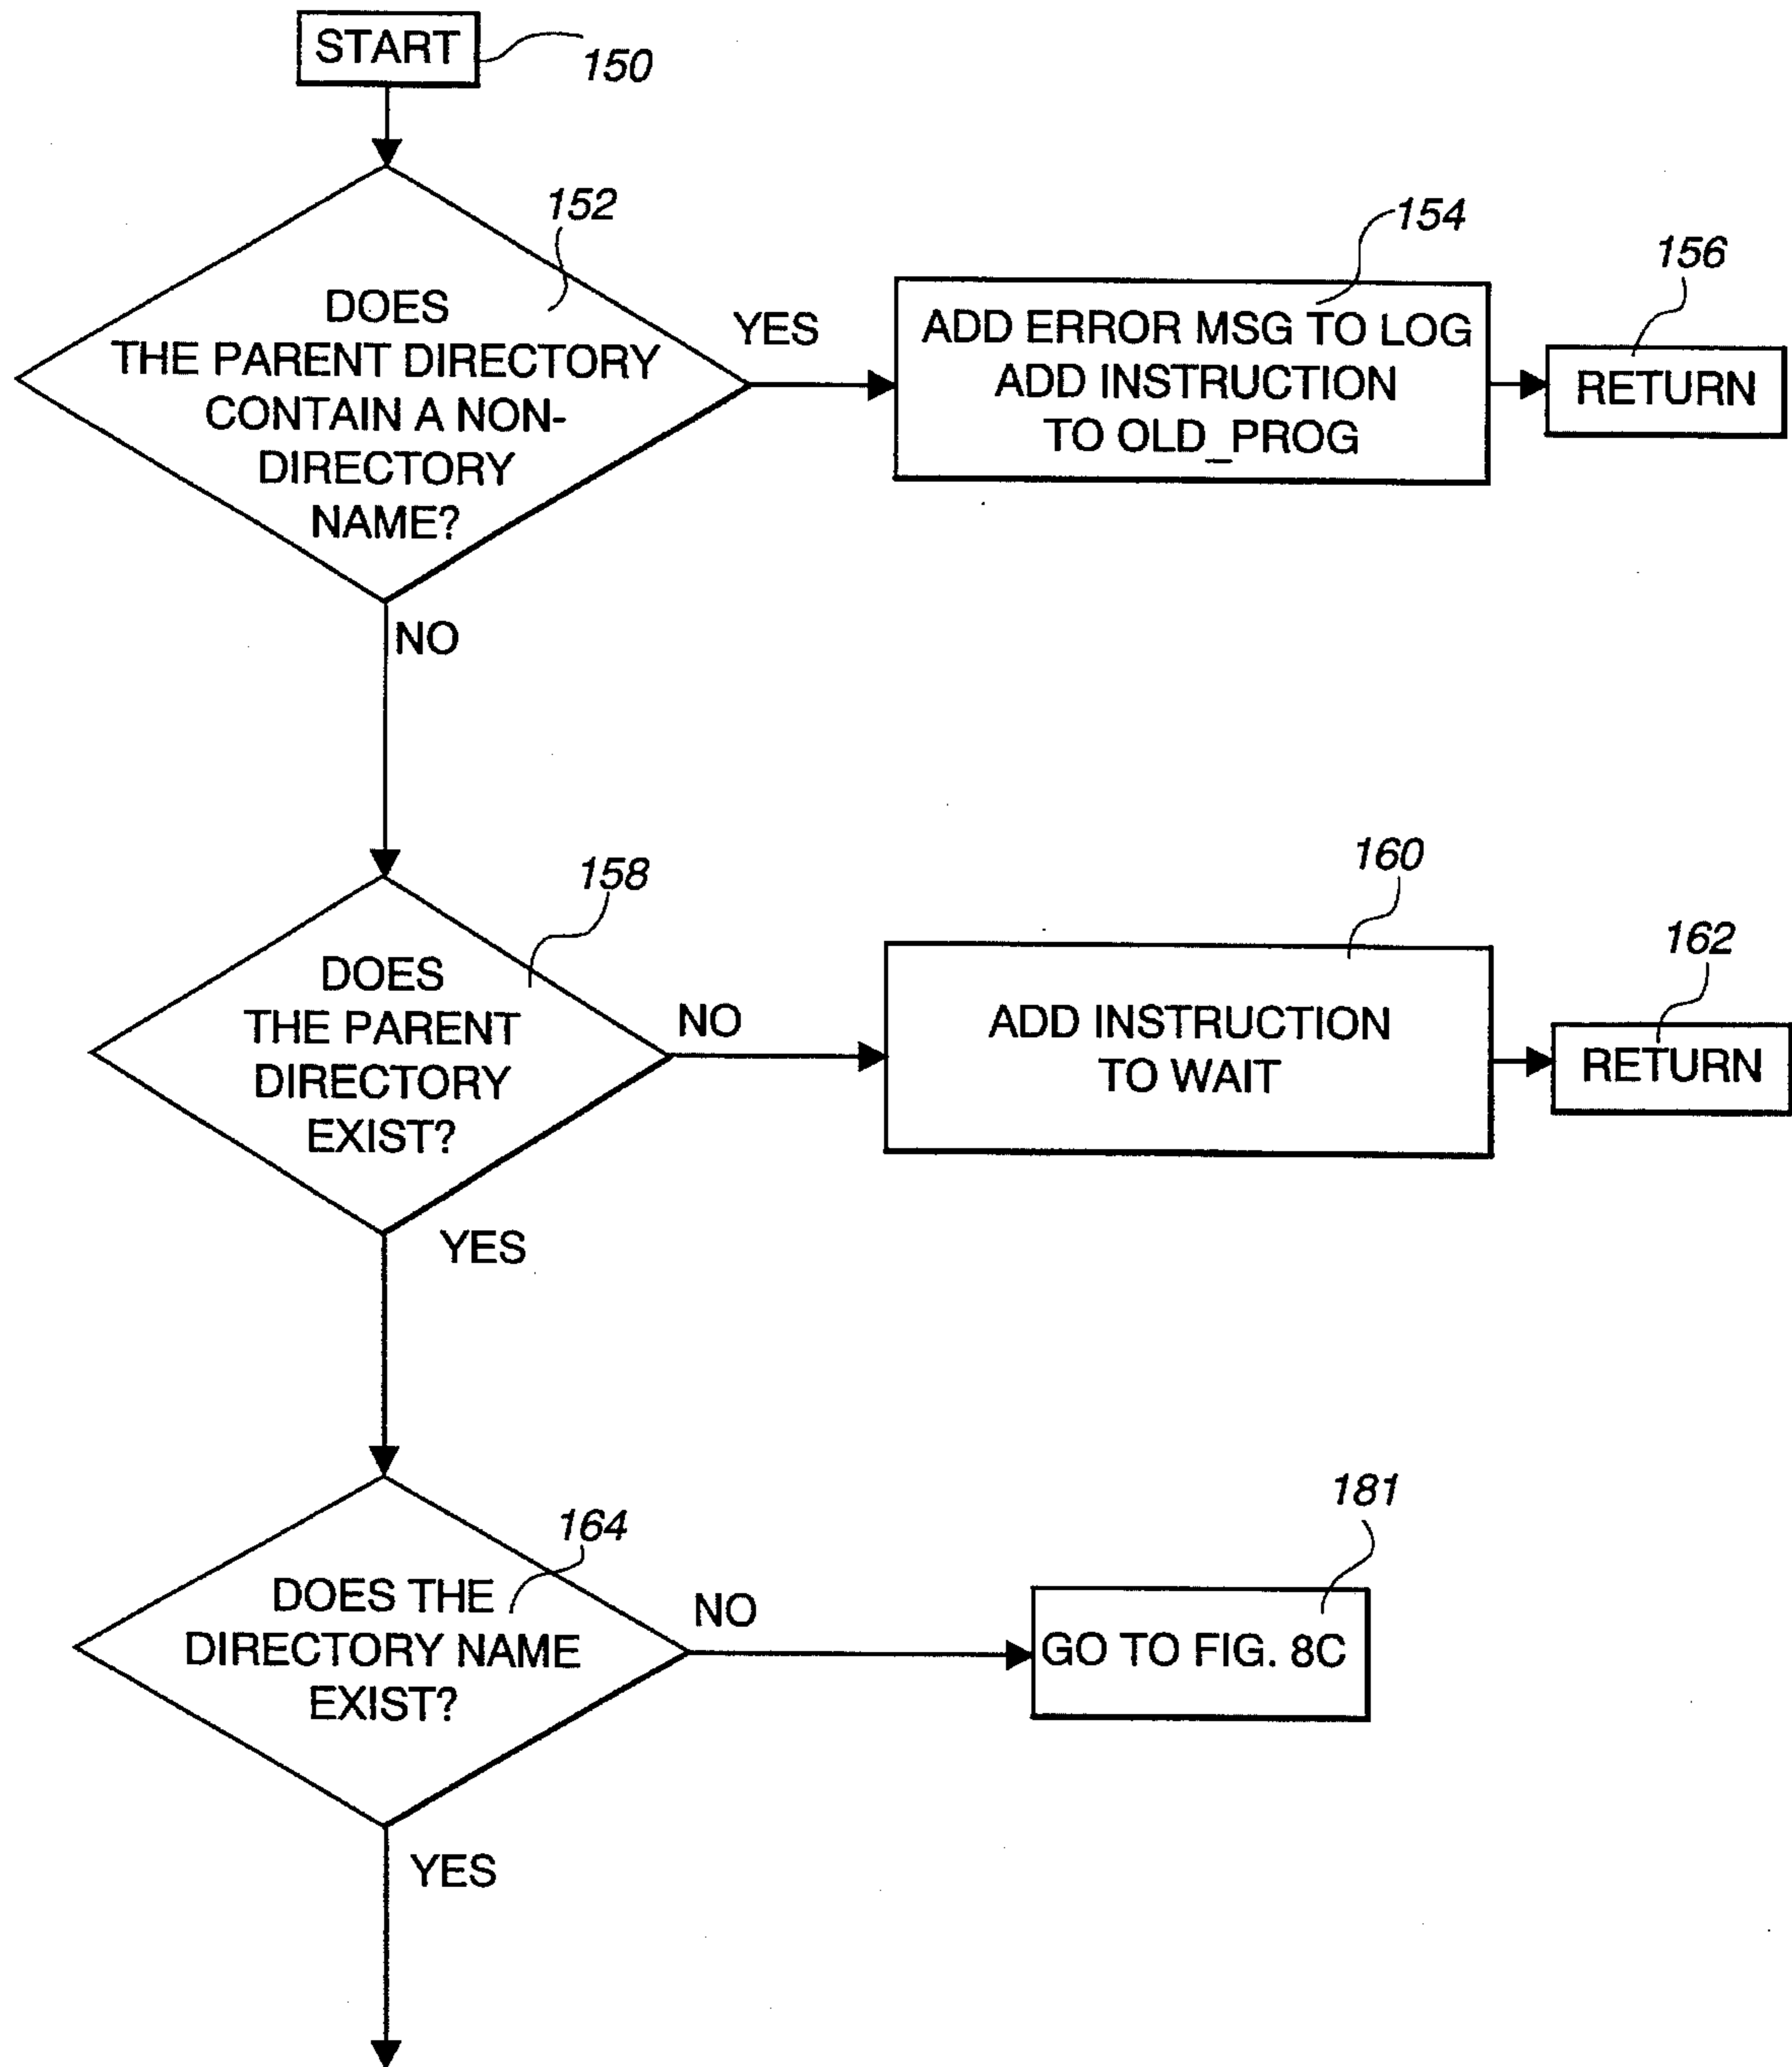 START
150
152
DOES
THE PARENT DIRECTORY
CONTAIN A NON-
DIRECTORY
NAME?
YES
154
ADD ERROR MSG TO LOG
ADD INSTRUCTION
TO OLD_PROG
156
RETURN
NO
158
DOES
THE PARENT
DIRECTORY
EXIST?
NO
160
ADD INSTRUCTION
TO WAIT
162
RETURN
YES
164
DOES THE
DIRECTORY NAME
EXIST?
NO
181
GO TO FIG. 8C
YES